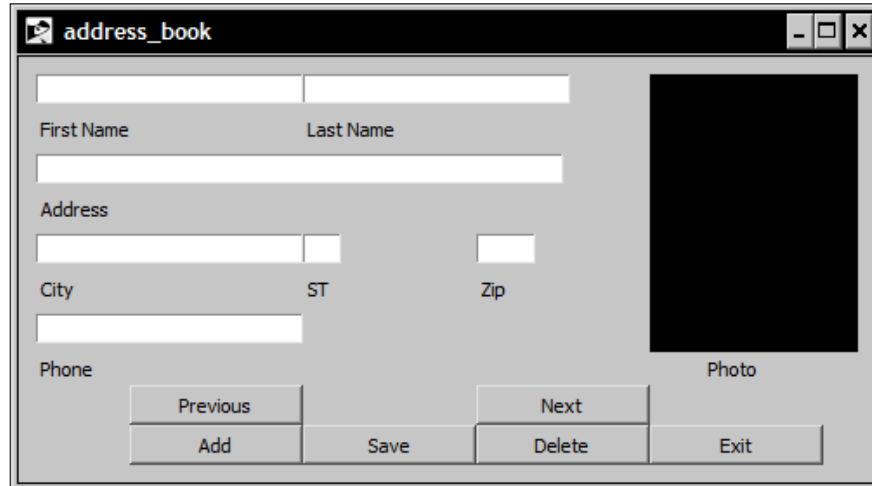 address_book
First Name Last Name
Address
City ST Zip
Phone Photo
Previous Next
Add Save Delete Exit